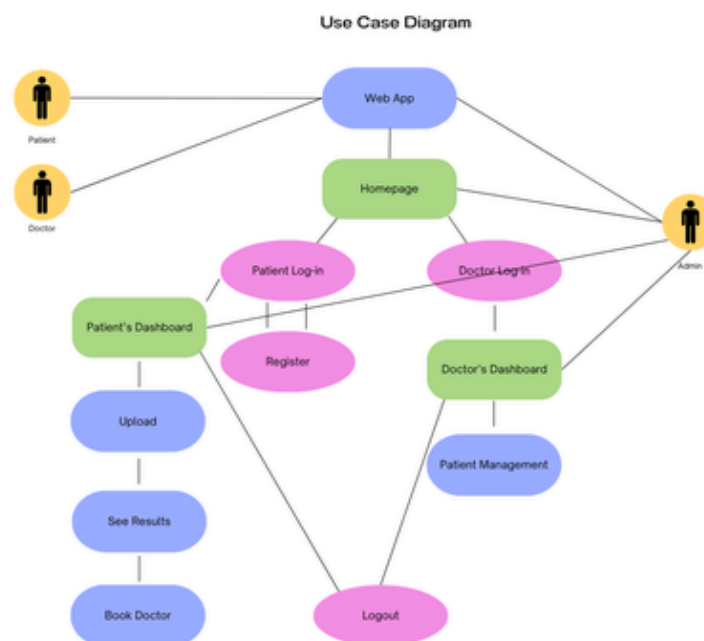 Use Case Diagram
Web App
Patient
Homepage
Doctor
Admin
Patient Log-in
Doctor Log-In
Patient's Dashboard
Register
Doctor's Dashboard
Upload
Patient Management
See Results
Book Doctor
Logout